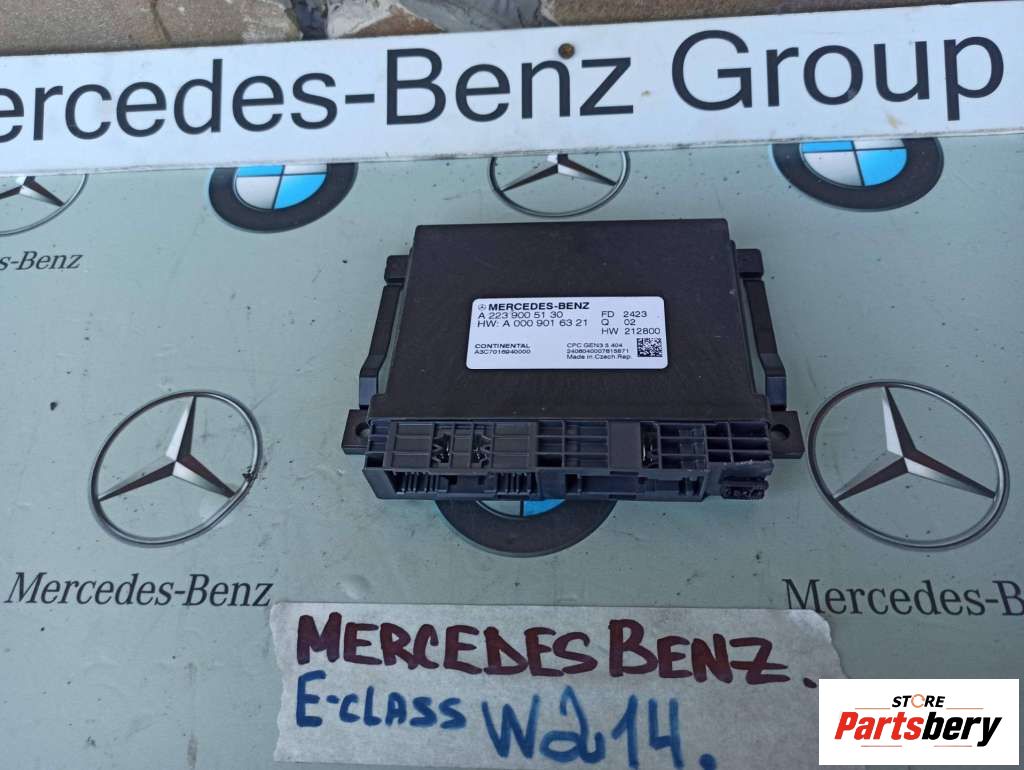 ercedes-Benz Group
s-Benz
MERCEDES-BENZ
A 223 900 51 30
HW: A 000 901 63 21
FD 2423
Q 02
HW 212800
CONTINENTAL
A3C7016940000
CPC GEN3 S 404
2406040007615871
Made in Czech.Rep.
Mercedes-Benz
Mercedes-B
MERCEDES BENZ.
E-CLASS W214.
STORE
Partsbery